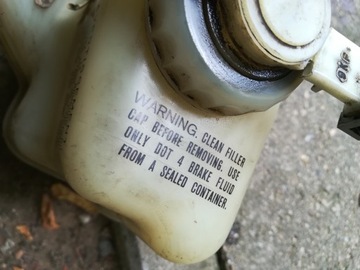 WARNING. CLEAN FILLER
CAP BEFORE REMOVING. USE
ONLY DOT 4 BRAKE FLUID
FROM A SEALED CONTAINER.